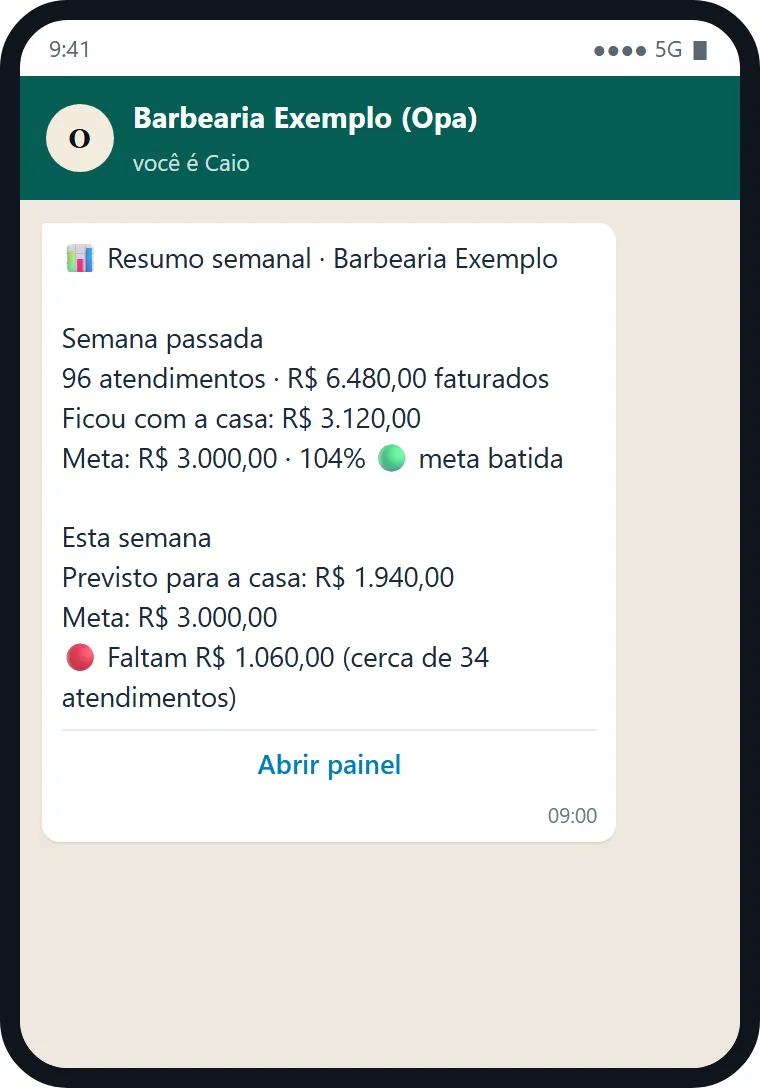 9:41
5G
O
Barbearia Exemplo (Opa)
você é Caio
Resumo semanal · Barbearia Exemplo
Semana passada
96 atendimentos · R$ 6.480,00 faturados
Ficou com a casa: R$ 3.120,00
Meta: R$ 3.000,00 · 104% 🟢 meta batida
Esta semana
Previsto para a casa: R$ 1.940,00
Meta: R$ 3.000,00
🔴 Faltam R$ 1.060,00 (cerca de 34
atendimentos)
Abrir painel
09:00